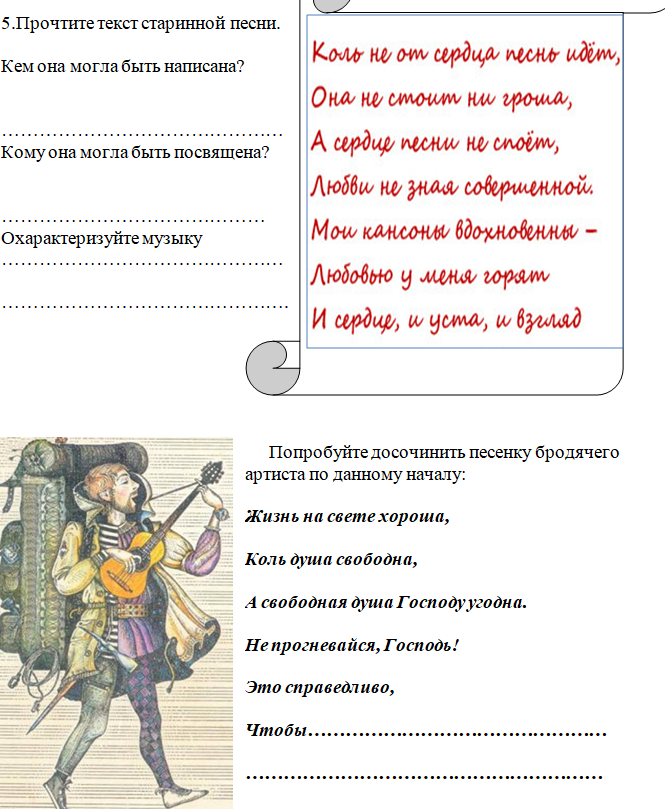 5.Прочтите текст старинной песни.
Кем она могла быть написана?
…………………………………………
Кому она могла быть посвящена?
……………………………………
Охарактеризуйте музыку
…………………………………………
…………………………………………
Коль не от сердца песнь идёт,
Она не стоит ни гроша,
А сердце песни не споёт,
Любви не зная совершенной.
Мои кансоны вдохновенны –
Любовью у меня горят
И сердце, и уста, и взгляд
Попробуйте досочинить песенку бродячего
артиста по данному началу:
Жизнь на свете хороша,
Коль душа свободна,
А свободная душа Господу угодна.
Не прогневайся, Господь!
Это справедливо,
Чтобы…………………………………………
…………………………………………………